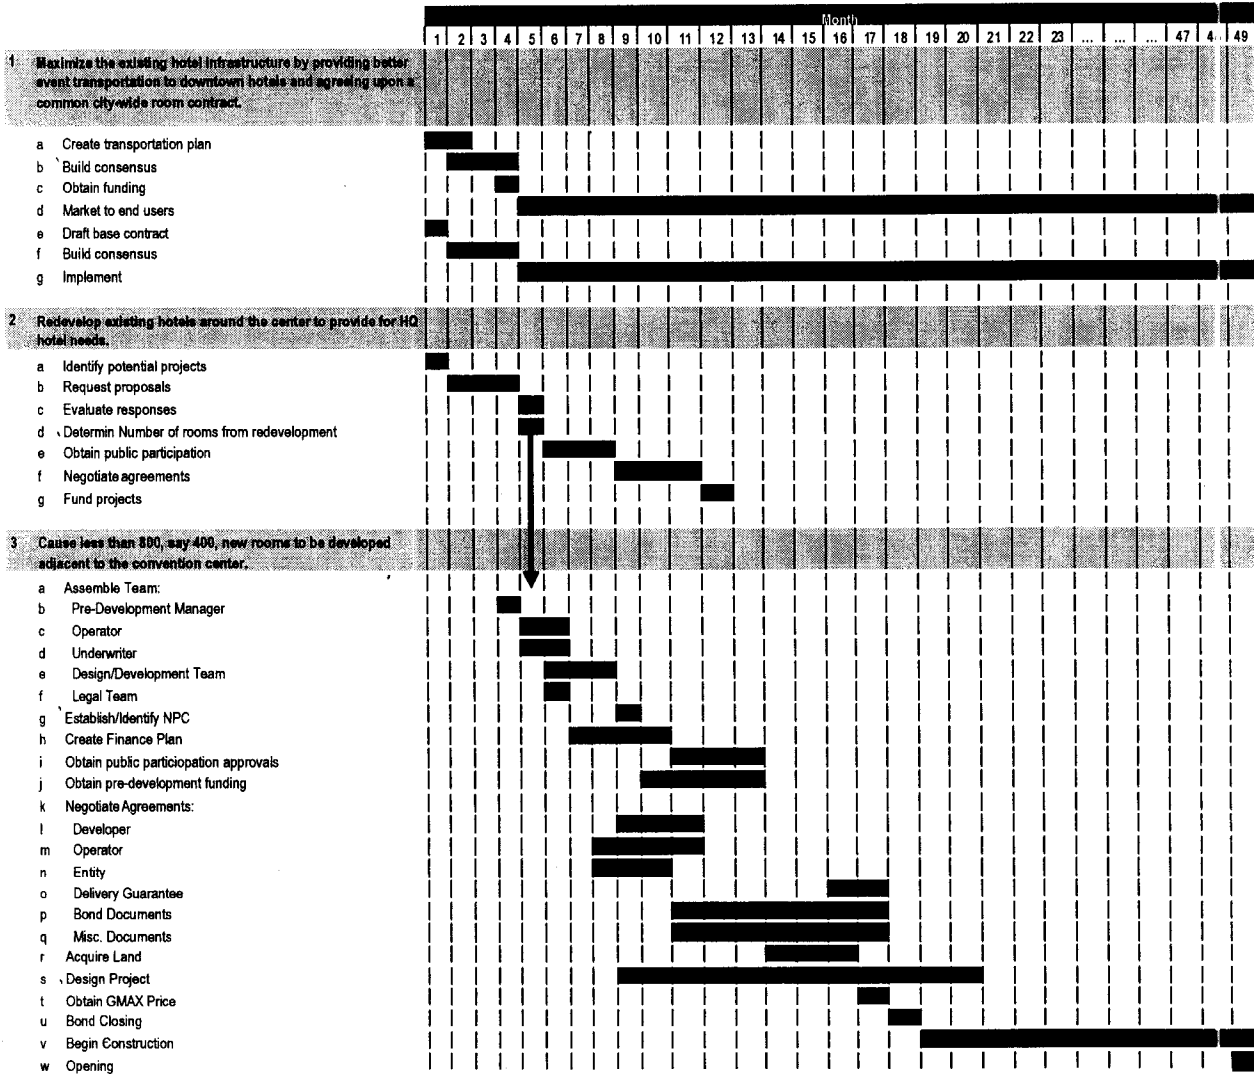 Month
1 2 3 4 5 6 7 8 9 10 11 12 13 14 15 16 17 18 19 20 21 22 23 ... ... ... 47 4 49
1 Maximize the existing hotel infrastructure by providing better
event transportation to downtown hotels and agreeing upon a
common city-wide room contract.
a Create transportation plan
b Build consensus
c Obtain funding
d Market to end users
e Draft base contract
f Build consensus
g Implement
2 Redevelop existing hotels around the center to provide for HQ
hotel needs.
a Identify potential projects
b Request proposals
c Evaluate responses
d Determin Number of rooms from redevelopment
e Obtain public participation
f Negotiate agreements
g Fund projects
3 Cause less than 800, say 400, new rooms to be developed
adjacent to the convention center.
a Assemble Team:
b Pre-Development Manager
c Operator
d Underwriter
e Design/Development Team
f Legal Team
g Establish/Identify NPC
h Create Finance Plan
i Obtain public particiopation approvals
j Obtain pre-development funding
k Negotiate Agreements:
l Developer
m Operator
n Entity
o Delivery Guarantee
p Bond Documents
q Misc. Documents
r Acquire Land
s Design Project
t Obtain GMAX Price
u Bond Closing
v Begin Construction
w Opening